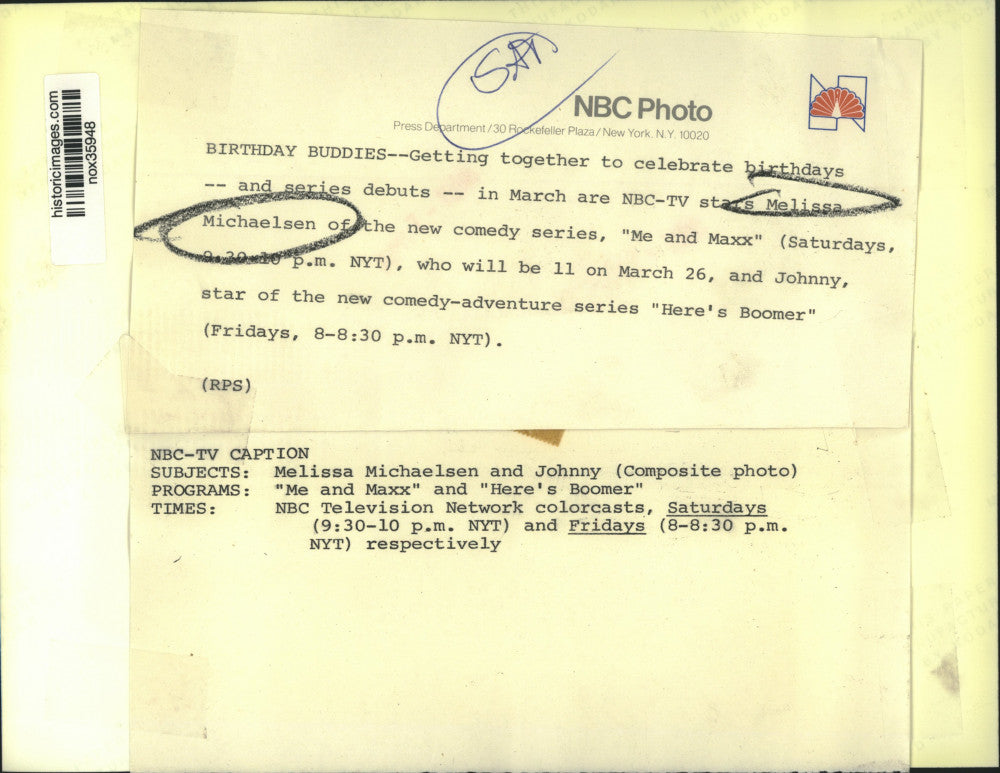 SAT
NBC Photo
Press Department/30 Rockefeller Plaza/New York. N.Y. 10020
BIRTHDAY BUDDIES--Getting together to celebrate birthdays
-- and series debuts -- in March are NBC-TV stars Melissa
Michaelsen of the new comedy series, "Me and Maxx" (Saturdays,
9:30-10 p.m. NYT), who will be 11 on March 26, and Johnny,
star of the new comedy-adventure series "Here's Boomer"
(Fridays, 8-8:30 p.m. NYT).
(RPS)
NBC-TV CAPTION
SUBJECTS: Melissa Michaelsen and Johnny (Composite photo)
PROGRAMS: "Me and Maxx" and "Here's Boomer"
TIMES: NBC Television Network colorcasts, Saturdays
(9:30-10 p.m. NYT) and Fridays (8-8:30 p.m.
NYT) respectively
historicimages.com
nox35948